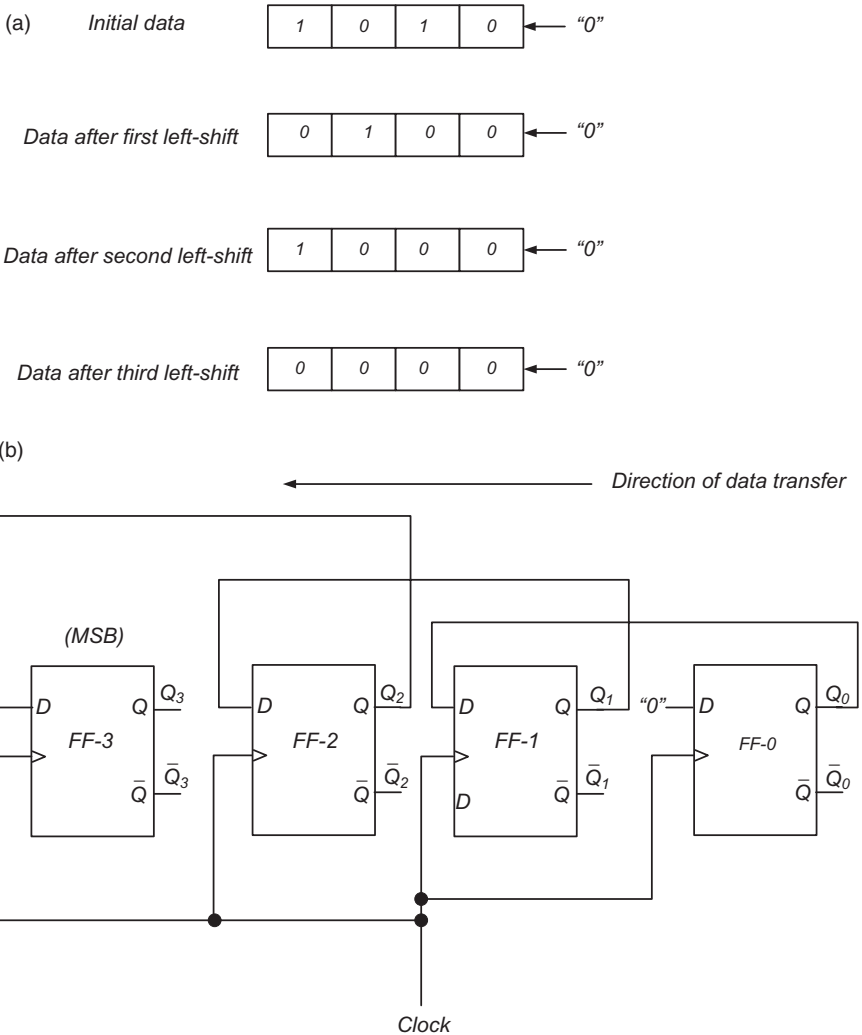 (a) Initial data 1 0 1 0 “0”
Data after first left-shift 0 1 0 0 “0”
Data after second left-shift 1 0 0 0 “0”
Data after third left-shift 0 0 0 0 “0”
(b)
Direction of data transfer
(MSB)
D Q Q3 D Q Q2 D Q Q1 “0” D Q Q0
FF-3 FF-2 FF-1 FF-0
Q̅ Q̅3 Q̅ Q̅2 D Q̅ Q̅1 Q̅ Q̅0
Clock